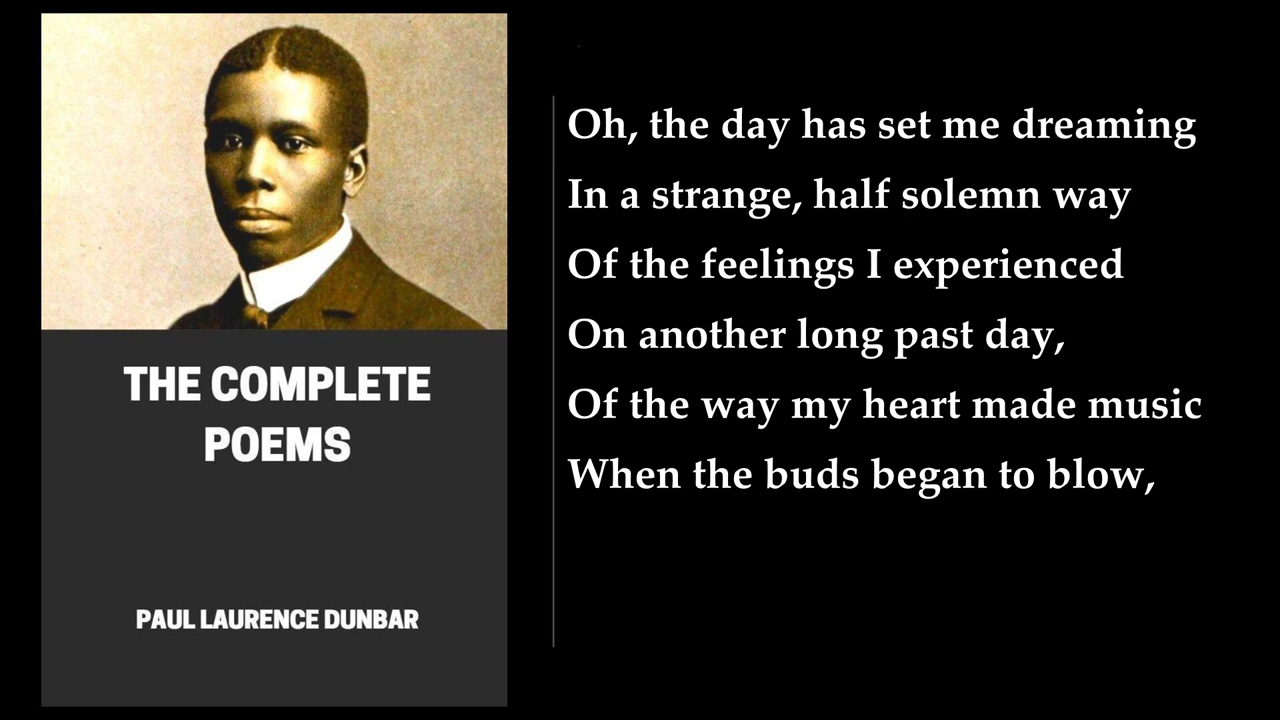 THE COMPLETE
POEMS
PAUL LAURENCE DUNBAR
Oh, the day has set me dreaming
In a strange, half solemn way
Of the feelings I experienced
On another long past day,
Of the way my heart made music
When the buds began to blow,